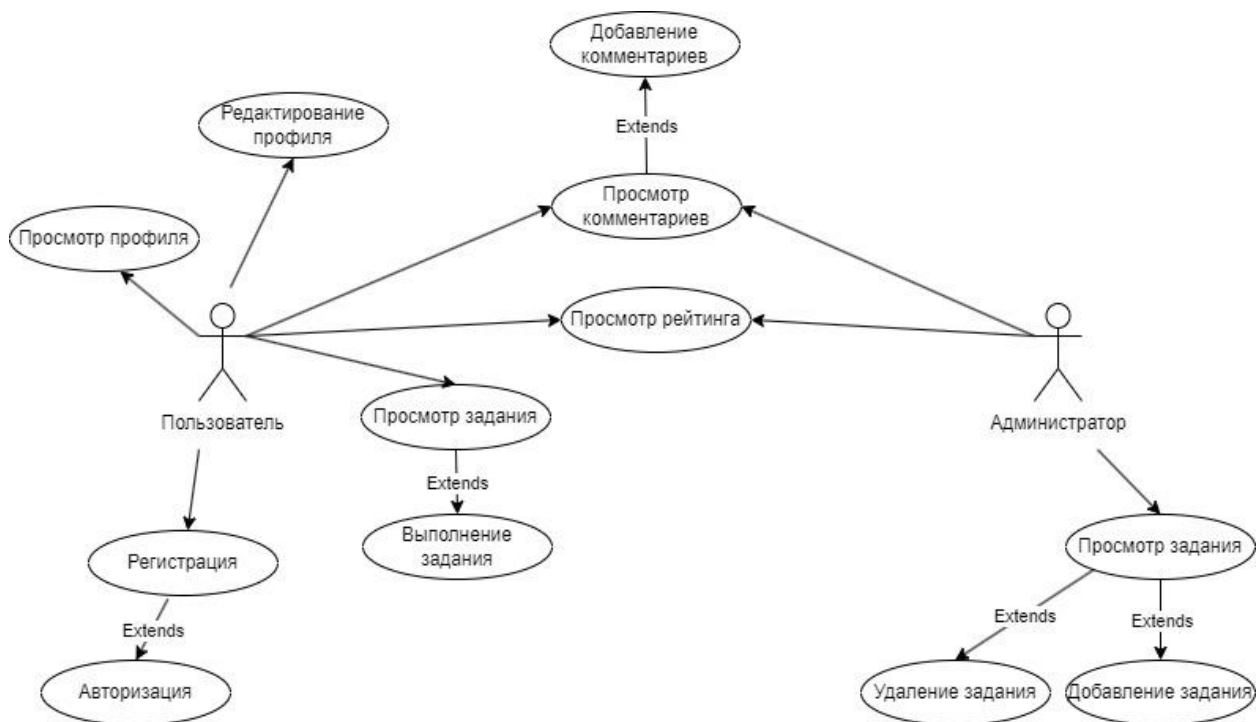 Добавление
комментариев
Редактирование
профиля
Extends
Просмотр
комментариев
Просмотр профиля
Просмотр рейтинга
Просмотр задания
Пользователь
Администратор
Extends
Выполнение
задания
Просмотр задания
Регистрация
Extends
Extends
Extends
Авторизация
Удаление задания
Добавление задания